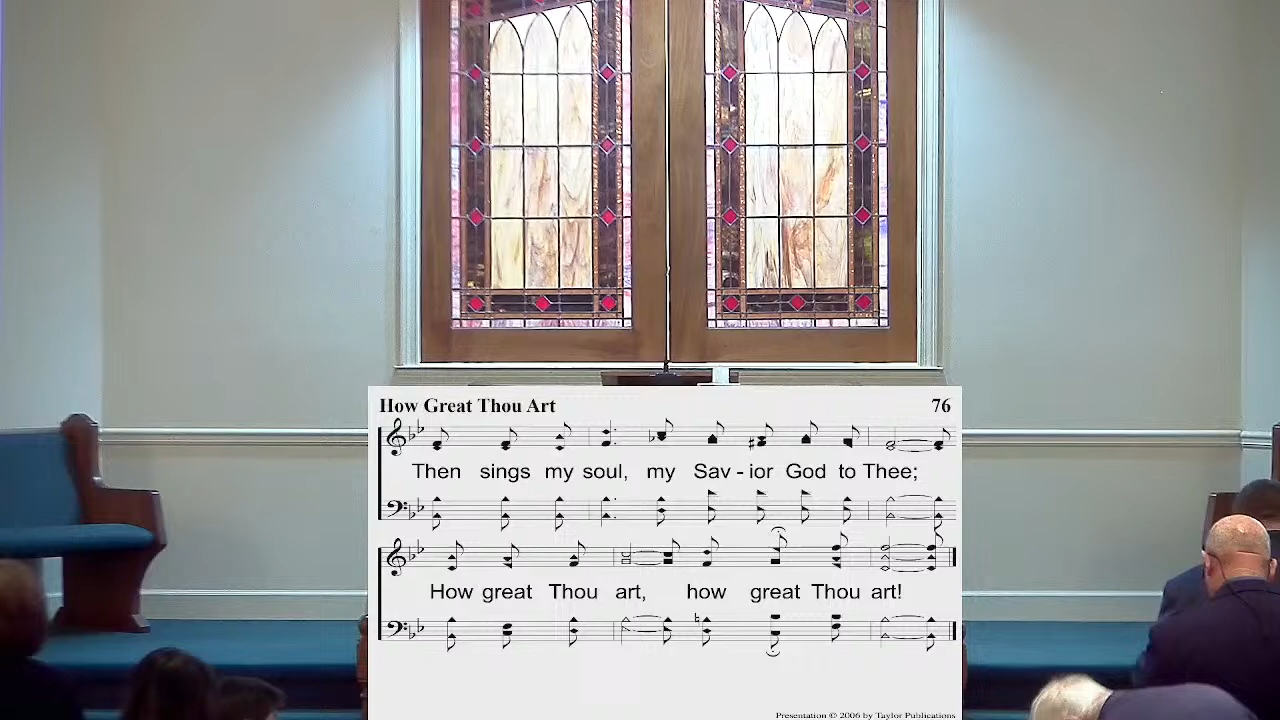 How Great Thou Art 76
Then sings my soul, my Sav - ior God to Thee;
How great Thou art, how great Thou art!
Presentation © 2006 by Taylor Publications